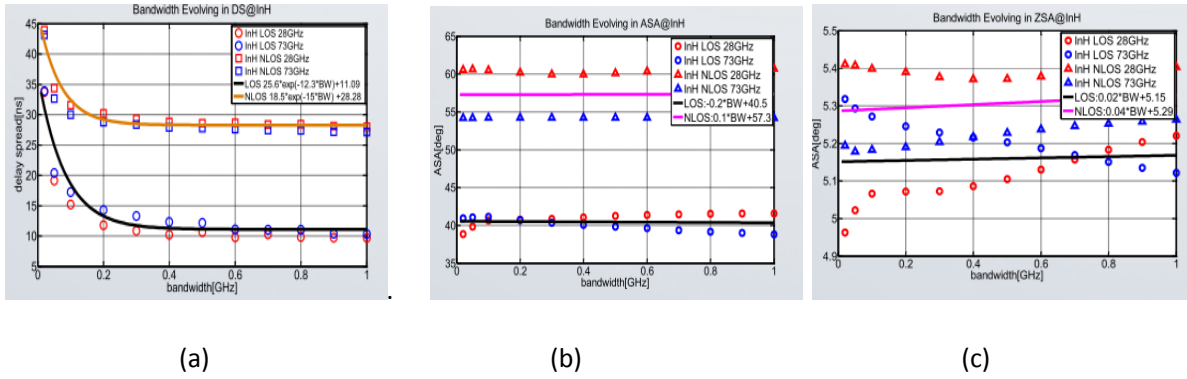 Bandwidth Evolving in DS@InH
45
40
35
30
25
20
15
10
5
delay spread[ns]
InH LOS 28GHz
InH LOS 73GHz
InH NLOS 28GHz
InH NLOS 73GHz
LOS 25.6*exp(-12.3*BW)+11.09
NLOS 18.5*exp(-15*BW) +28.28
0 0.2 0.4 0.6 0.8 1
bandwidth[GHz]
.
Bandwidth Evolving in ASA@InH
65
60
55
50
45
40
35
ASA[deg]
InH LOS 28GHz
InH LOS 73GHz
InH NLOS 28GHz
InH NLOS 73GHz
LOS:-0.2*BW+40.5
NLOS:0.1*BW+57.3
0 0.2 0.4 0.6 0.8 1
bandwidth[GHz]
Bandwidth Evolving in ZSA@InH
5.5
5.4
5.3
5.2
5.1
5
4.9
ASA[deg]
InH LOS 28GHz
InH LOS 73GHz
InH NLOS 28GHz
InH NLOS 73GHz
LOS:0.02*BW+5.15
NLOS:0.04*BW+5.29
0 0.2 0.4 0.6 0.8 1
bandwidth[GHz]
(a)
(b)
(c)